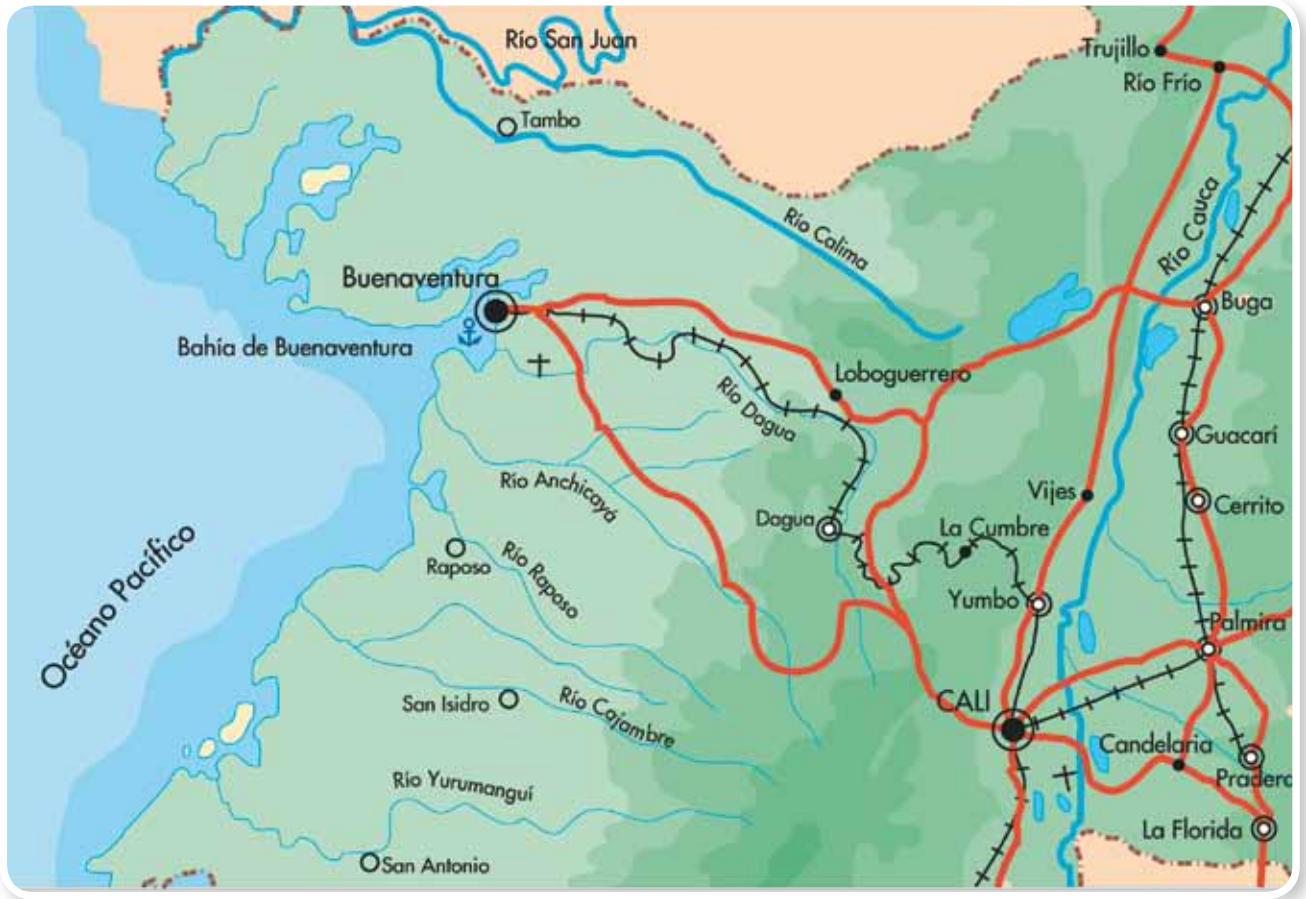 Río San Juan
Trujillo
Río Frío
Tambo
Río Cauca
Río Calima
Buenaventura
Buga
Bahía de Buenaventura
Loboguerrero
Río Dagua
Guacarí
Río Anchicayá
Vijes
Cerrito
Dagua
La Cumbre
Océano Pacífico
Raposo
Río Raposo
Yumbo
Palmira
San Isidro
Río Cajambre
CALI
Candelaria
Pradera
Río Yurumanguí
La Florida
San Antonio